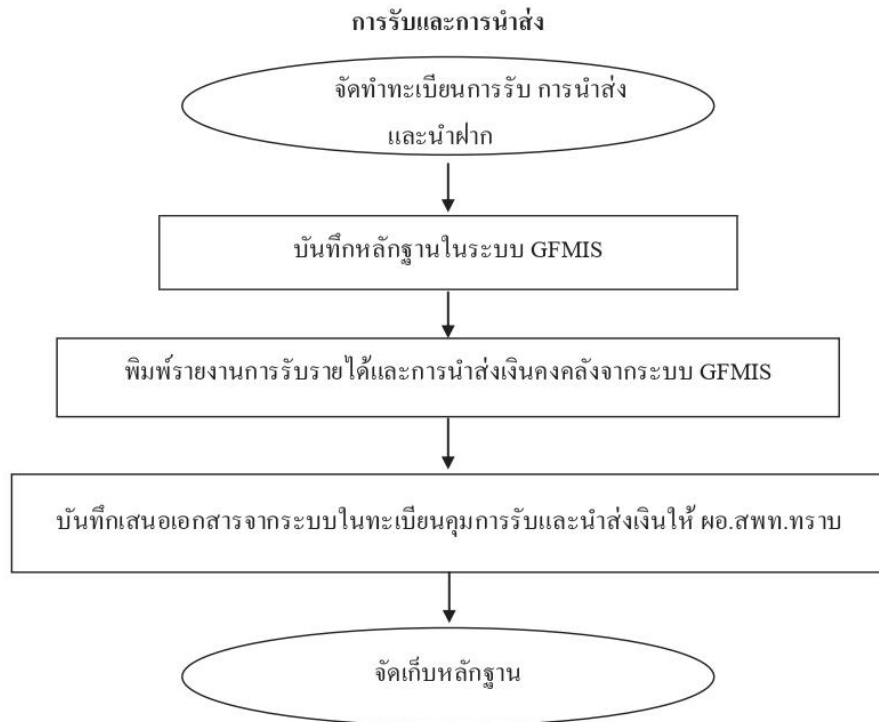 การรับและการนำส่ง
จัดทำทะเบียนการรับ การนำส่ง
และนำฝาก
บันทึกหลักฐานในระบบ GFMIS
พิมพ์รายงานการรับรายได้และการนำส่งเงินคงคลังจากระบบ GFMIS
บันทึกเสนอเอกสารจากระบบในทะเบียนคุมการรับและนำส่งเงินให้ ผอ.สพท.ทราบ
จัดเก็บหลักฐาน